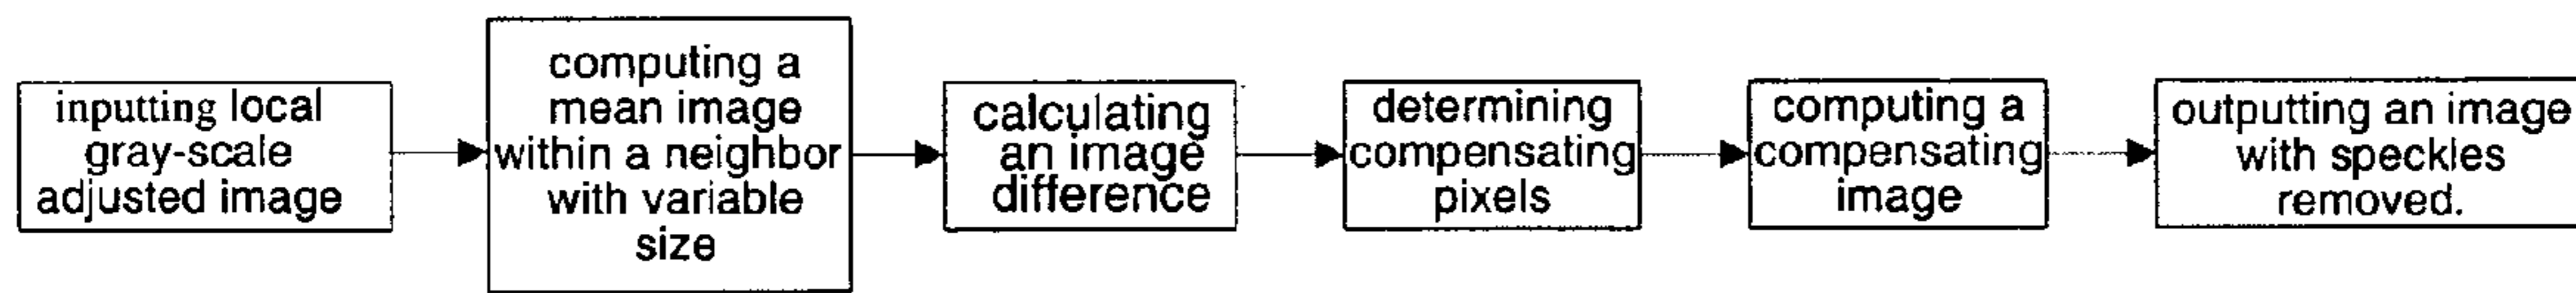 inputting local
gray-scale
adjusted image
computing a
mean image
within a neighbor
with variable
size
calculating
an image
difference
determining
compensating
pixels
computing a
compensating
image
outputting an image
with speckles
removed.